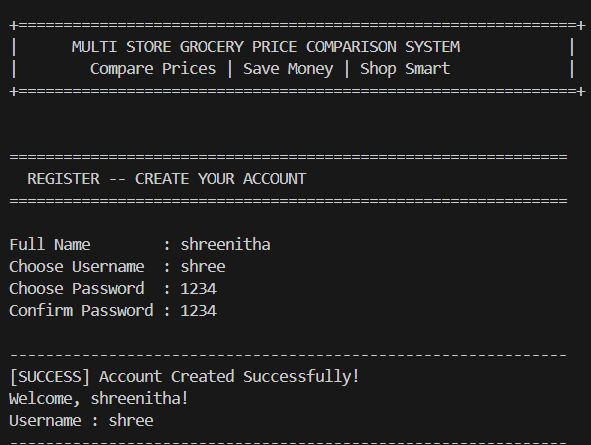 +==============================================================+
|      MULTI STORE GROCERY PRICE COMPARISON SYSTEM            |
|        Compare Prices | Save Money | Shop Smart             |
+==============================================================+
==============================================================
  REGISTER -- CREATE YOUR ACCOUNT
==============================================================
Full Name        : shreenitha
Choose Username  : shree
Choose Password  : 1234
Confirm Password : 1234
--------------------------------------------------------------
[SUCCESS] Account Created Successfully!
Welcome, shreenitha!
Username : shree
--------------------------------------------------------------